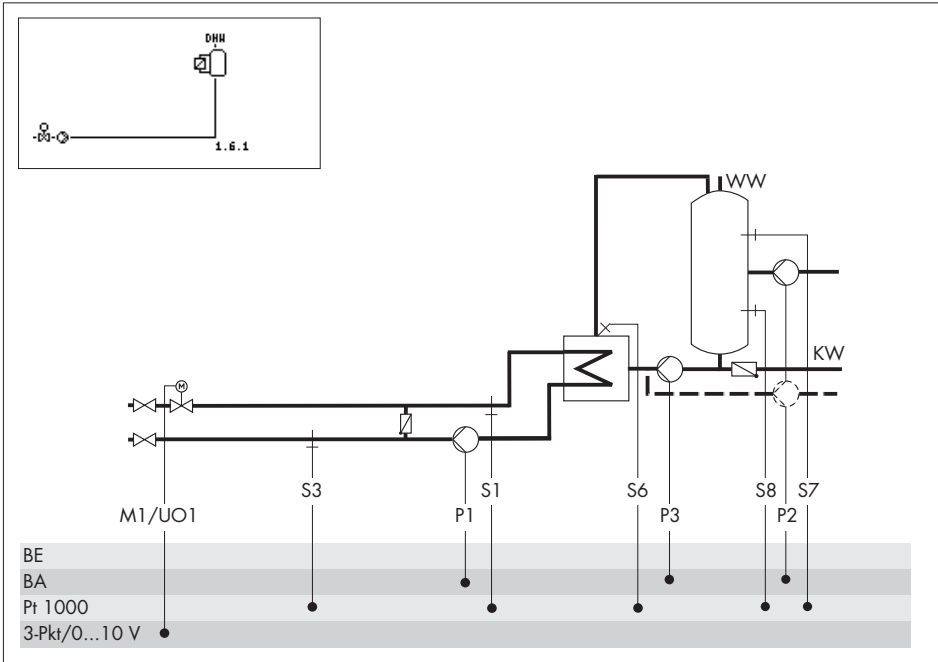 DHW
1.6.1
WW
KW
S3 S1 S6 S8 S7
M1/UO1 P1 P3 P2
M
BE
BA
Pt 1000
3-Pkt/0...10 V